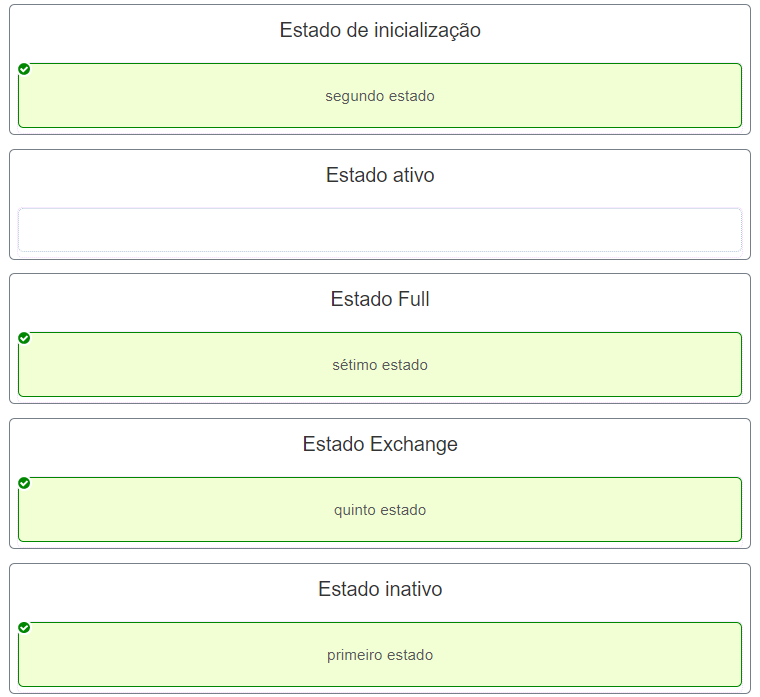 Estado de inicialização
segundo estado
Estado ativo
Estado Full
sétimo estado
Estado Exchange
quinto estado
Estado inativo
primeiro estado